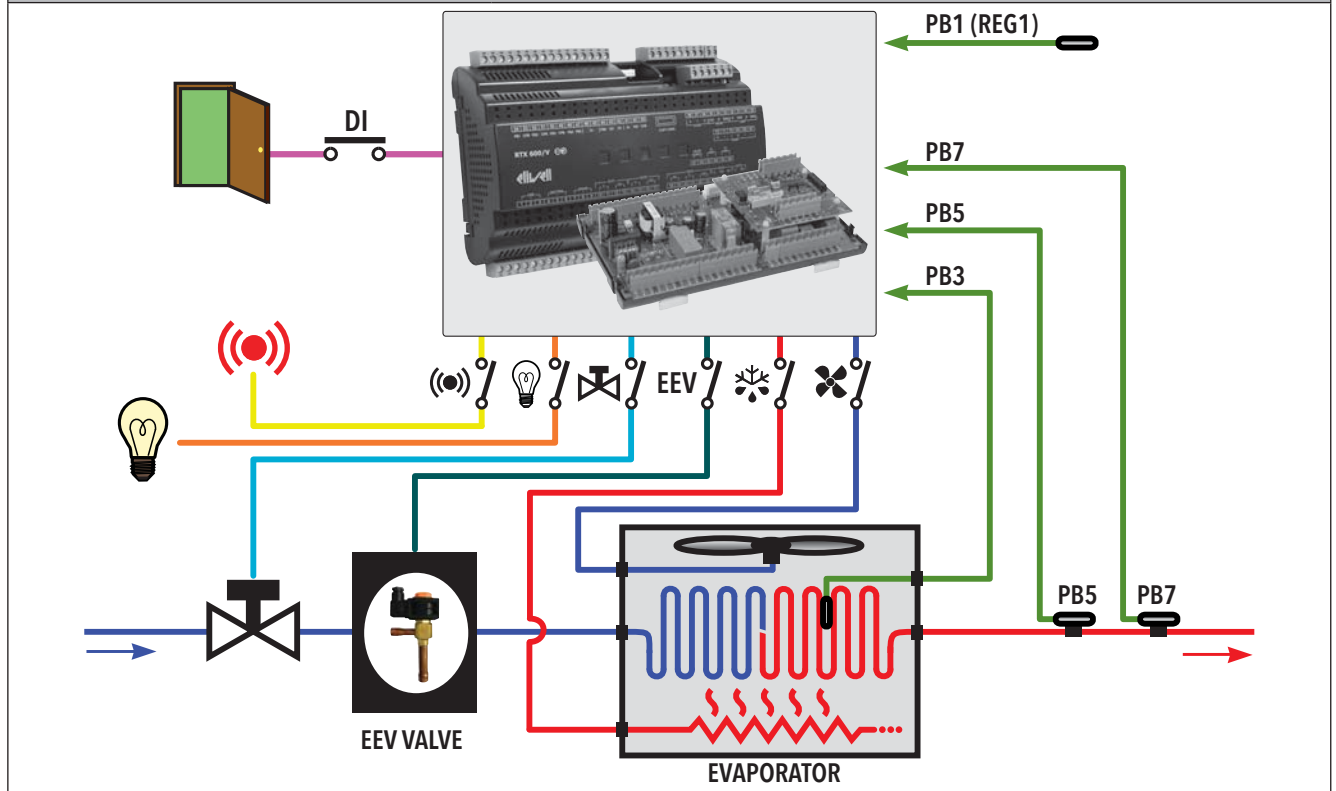 PB1 (REG1)
DI
PB7
RTX 600/V
eliwell
PB5
PB3
EEV
PB5
PB7
EEV VALVE
EVAPORATOR